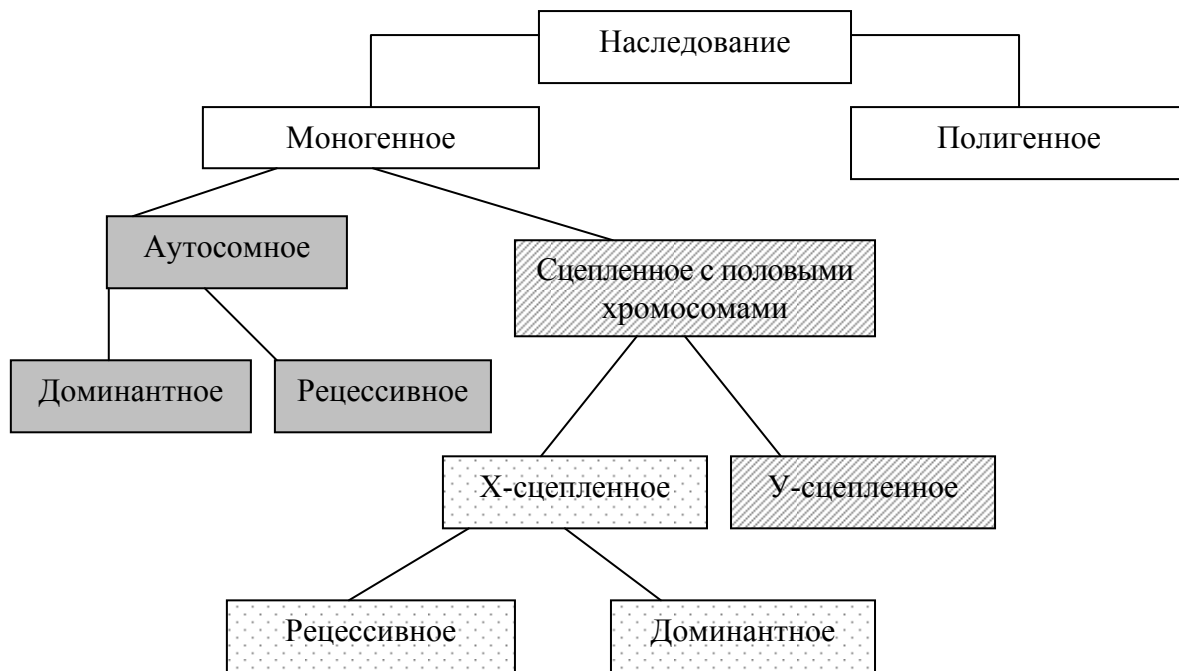 Наследование
Моногенное
Полигенное
Аутосомное
Сцепленное с половыми
хромосомами
Доминантное
Рецессивное
Х-сцепленное
У-сцепленное
Рецессивное
Доминантное